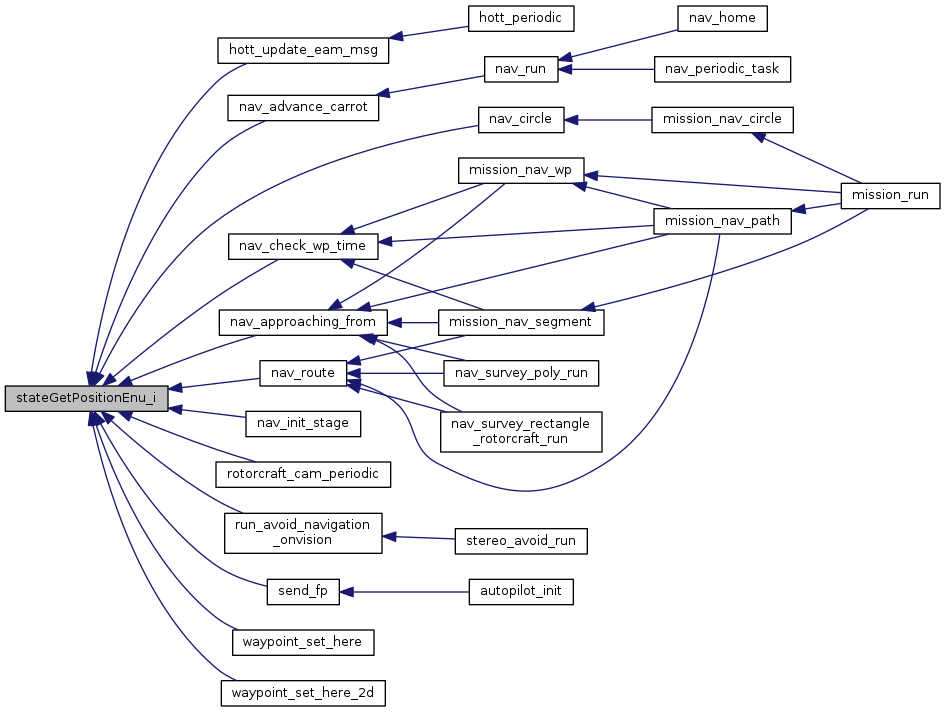 hott_periodic
nav_home
hott_update_eam_msg
nav_run
nav_periodic_task
nav_advance_carrot
nav_circle
mission_nav_circle
mission_nav_wp
mission_run
mission_nav_path
nav_check_wp_time
nav_approaching_from
mission_nav_segment
nav_route
nav_survey_poly_run
stateGetPositionEnu_i
nav_init_stage
nav_survey_rectangle
_rotorcraft_run
rotorcraft_cam_periodic
run_avoid_navigation
_onvision
stereo_avoid_run
send_fp
autopilot_init
waypoint_set_here
waypoint_set_here_2d